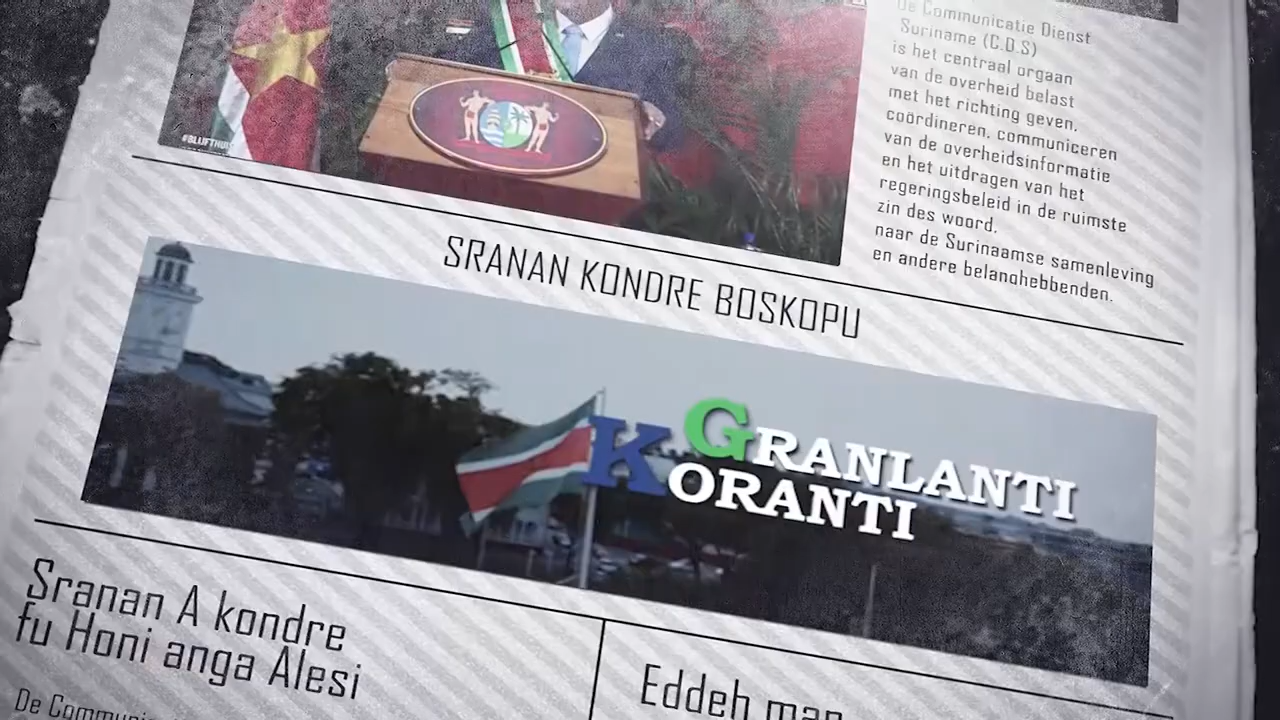 De Communicatie Dienst
Suriname (C.D.S)
is het centraal orgaan
van de overheid belast
met het richting geven,
coördineren, communiceren
van de overheidsinformatie
en het uitdragen van het
regeringsbeleid in de ruimste
zin des woord,
naar de Surinaamse samenleving
en andere belanghebbenden.
SRANAN KONDRE BOSKOPU
GRANLANTI
KORANTI
Sranan A kondre
fu Honi anga Alesi
Eddeh man
De